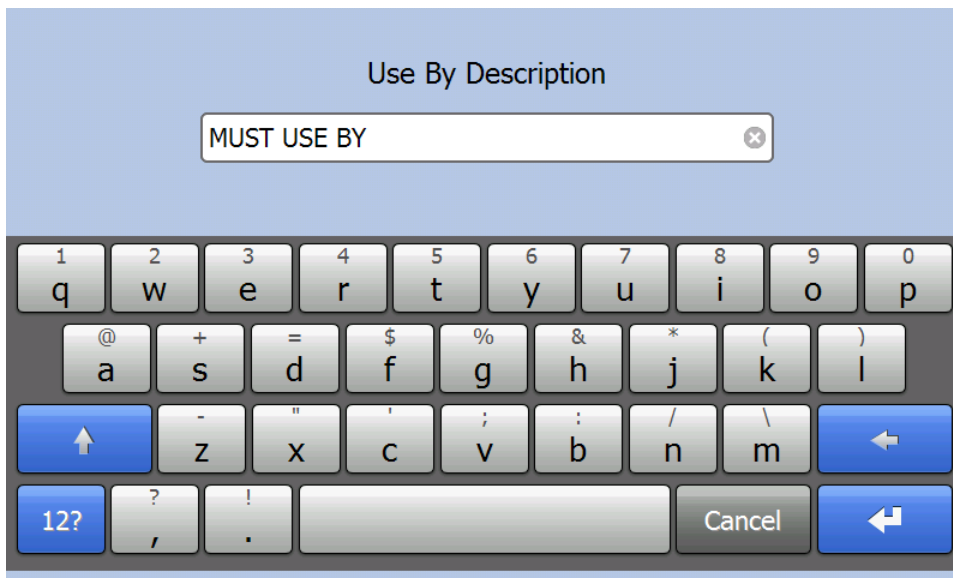 Use By Description
MUST USE BY
1 2 3 4 5 6 7 8 9 0
q w e r t y u i o p
@ + = $ % & * ( )
a s d f g h j k l
- " ' ; : / \
z x c v b n m
? !
12? , . Cancel